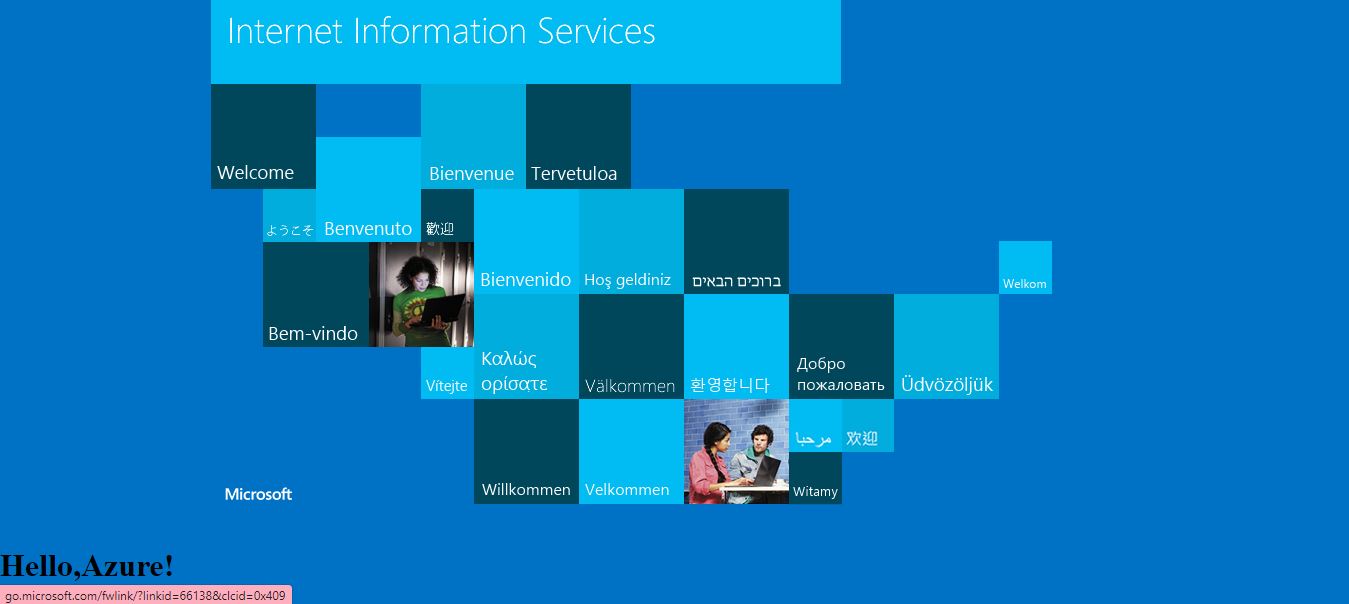 Internet Information Services
Welcome
Bienvenue
Tervetuloa
ようこそ
Benvenuto
歡迎
Bienvenido
Hoş geldiniz
ברוכים הבאים
Welkom
Bem-vindo
Vítejte
Καλώς
ορίσατε
Välkommen
환영합니다
Добро
пожаловать
Üdvözöljük
Willkommen
Velkommen
مرحبا
欢迎
Witamy
Microsoft
Hello,Azure!
go.microsoft.com/fwlink/?linkid=66138&clcid=0x409